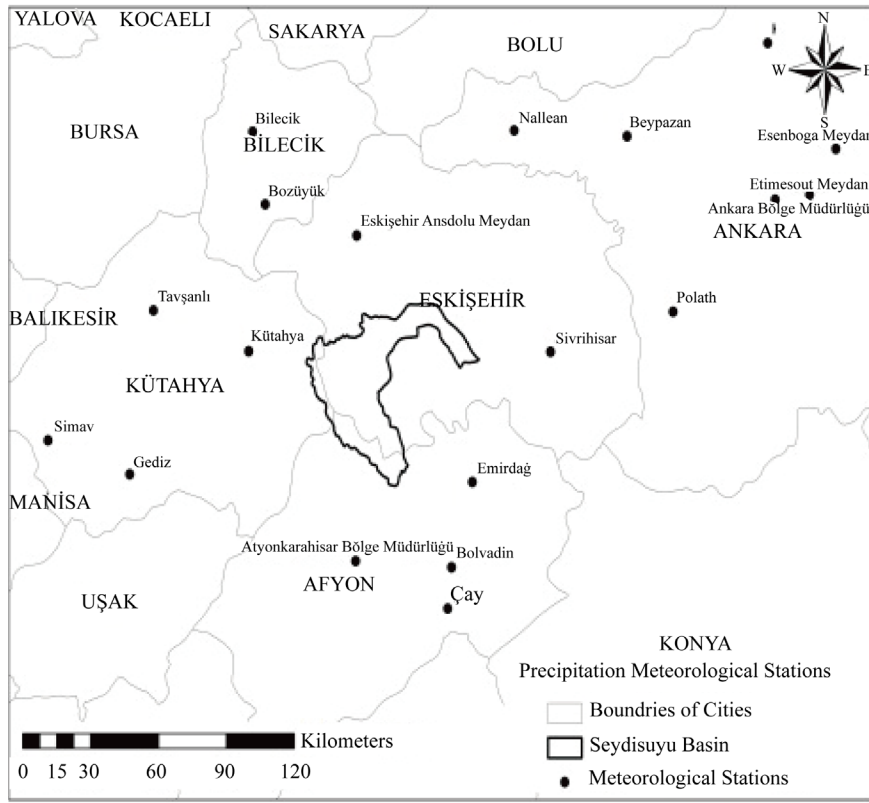 YALOVA KOCAELI
SAKARYA
BOLU
N
W E
S
BURSA
Bilecik
BİLECİK
Nallean
Beypazan
Esenboga Meydan
Bozüyük
Etimesout Meydan
Ankara Bölge Müdürlüğü
ANKARA
Eskişehir Ansdolu Meydan
Tavşanlı
ESKİŞEHİR
Polath
BALIKESİR
Kütahya
Sivrihisar
KÜTAHYA
Simav
Gediz
Emirdağ
MANİSA
Atyonkarahisar Bölge Müdürlüğü
Bolvadin
AFYON
Çay
UŞAK
KONYA
Precipitation Meteorological Stations
Boundries of Cities
Seydisuyu Basin
Meteorological Stations
Kilometers
0 15 30 60 90 120